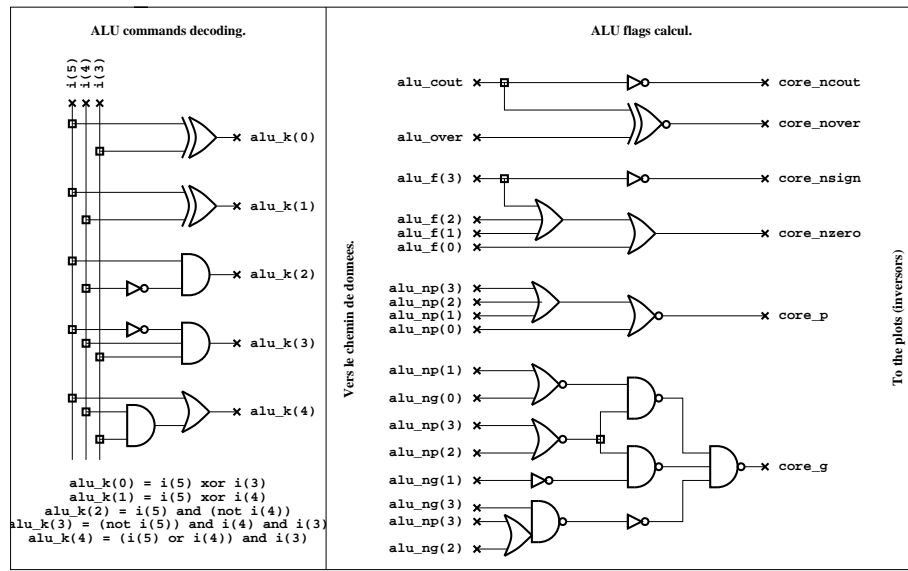 ALU commands decoding.
i(5)
i(4)
i(3)
alu_k(0)
alu_k(1)
alu_k(2)
alu_k(3)
alu_k(4)
alu_k(0) = i(5) xor i(3)
alu_k(1) = i(5) xor i(4)
alu_k(2) = i(5) and (not i(4))
alu_k(3) = (not i(5)) and i(4) and i(3)
alu_k(4) = (i(5) or i(4)) and i(3)
Vers le chemin de donnees.
ALU flags calcul.
alu_cout
core_ncout
core_nover
alu_over
alu_f(3)
core_nsign
alu_f(2)
alu_f(1)
core_nzero
alu_f(0)
alu_np(3)
alu_np(2)
alu_np(1)
core_p
alu_np(0)
alu_np(1)
alu_ng(0)
alu_np(3)
alu_np(2)
core_g
alu_ng(1)
alu_ng(3)
alu_np(3)
alu_ng(2)
To the plots (inversors)